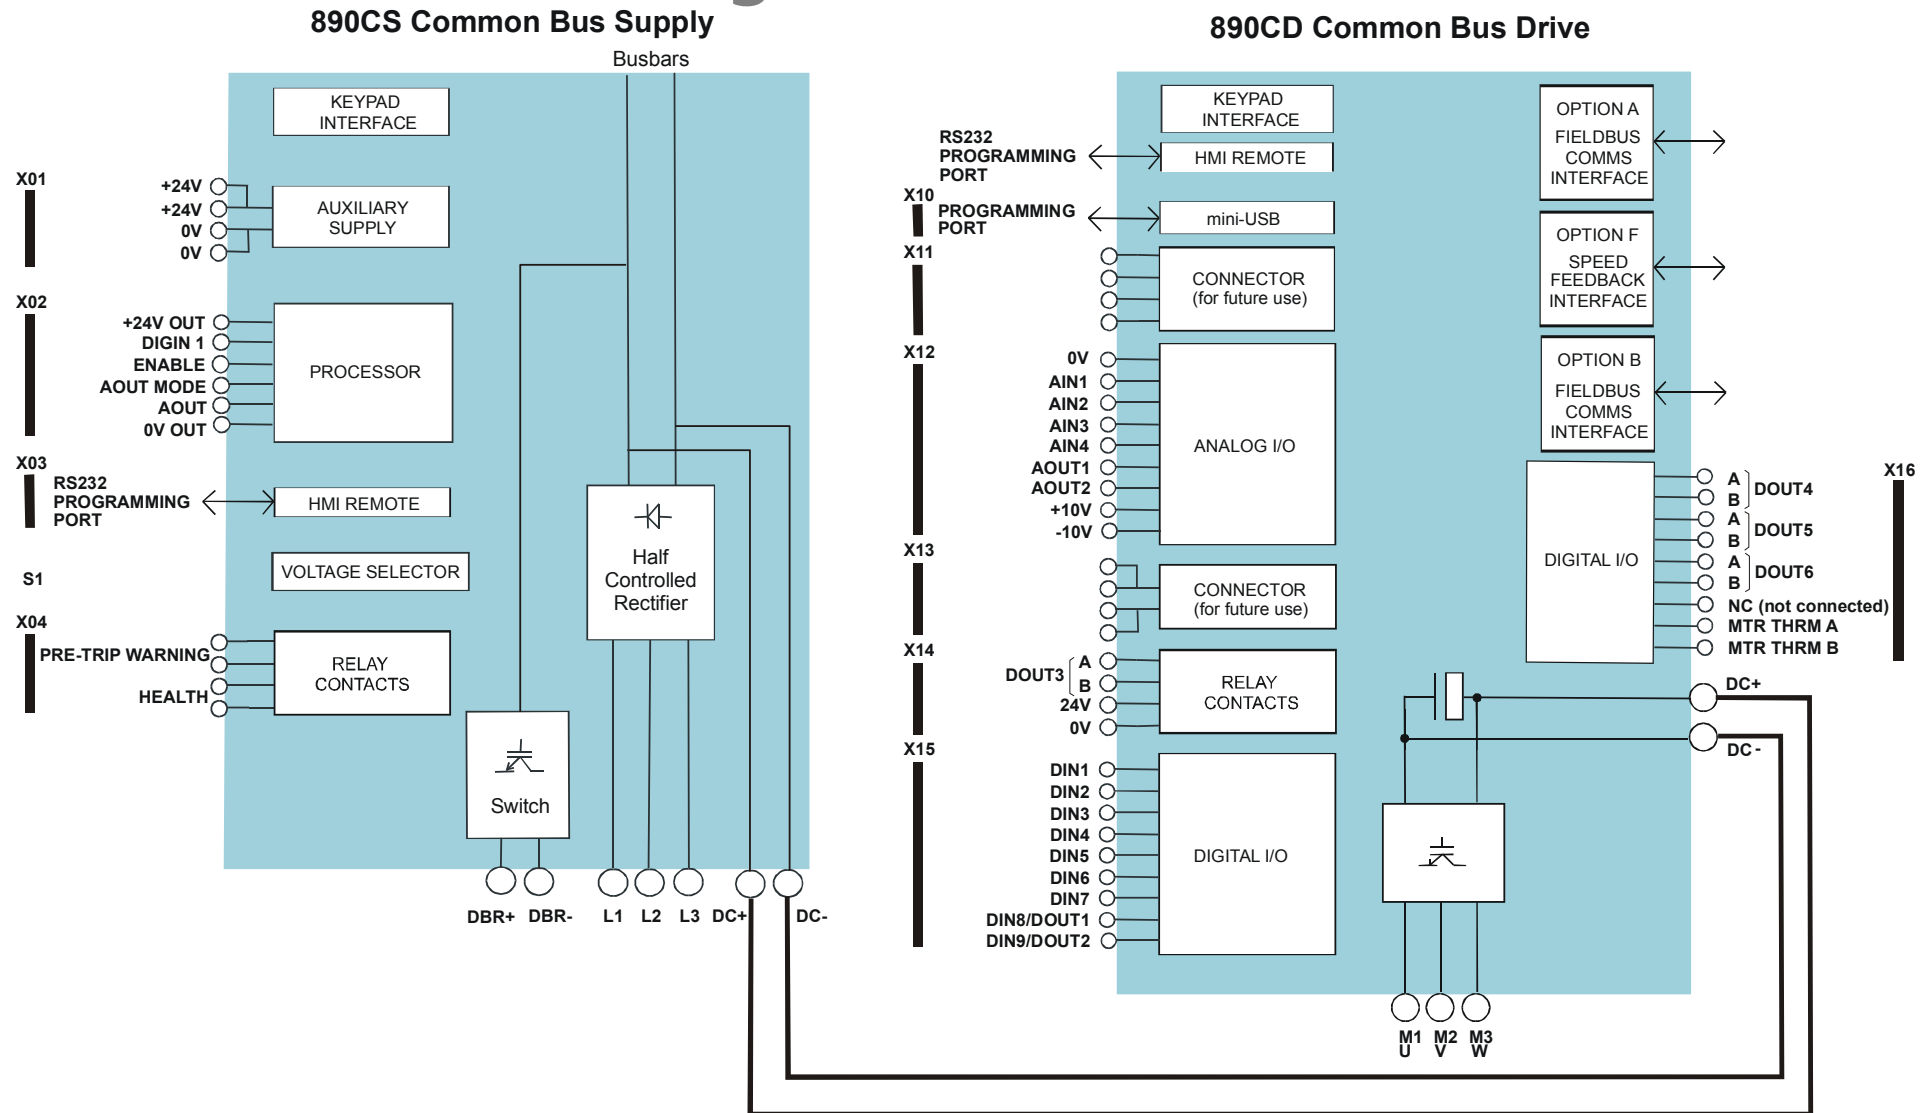 890CS Common Bus Supply
Busbars
KEYPAD
INTERFACE
X01
+24V
+24V
0V
0V
AUXILIARY
SUPPLY
X02
+24V OUT
DIGIN 1
ENABLE
AOUT MODE
AOUT
0V OUT
PROCESSOR
X03
RS232
PROGRAMMING
PORT
HMI REMOTE
S1
VOLTAGE SELECTOR
X04
PRE-TRIP WARNING
HEALTH
RELAY
CONTACTS
Half
Controlled
Rectifier
Switch
DBR+
DBR-
L1
L2
L3
DC+
DC-
890CD Common Bus Drive
KEYPAD
INTERFACE
RS232
PROGRAMMING
PORT
HMI REMOTE
X10
PROGRAMMING
PORT
mini-USB
X11
CONNECTOR
(for future use)
X12
0V
AIN1
AIN2
AIN3
AIN4
AOUT1
AOUT2
+10V
-10V
ANALOG I/O
X13
CONNECTOR
(for future use)
X14
DOUT3
A
B
24V
0V
RELAY
CONTACTS
X15
DIN1
DIN2
DIN3
DIN4
DIN5
DIN6
DIN7
DIN8/DOUT1
DIN9/DOUT2
DIGITAL I/O
OPTION A
FIELDBUS
COMMS
INTERFACE
OPTION F
SPEED
FEEDBACK
INTERFACE
OPTION B
FIELDBUS
COMMS
INTERFACE
DIGITAL I/O
X16
A
B
DOUT4
A
B
DOUT5
A
B
DOUT6
NC (not connected)
MTR THRM A
MTR THRM B
DC+
DC -
M1
U
M2
V
M3
W